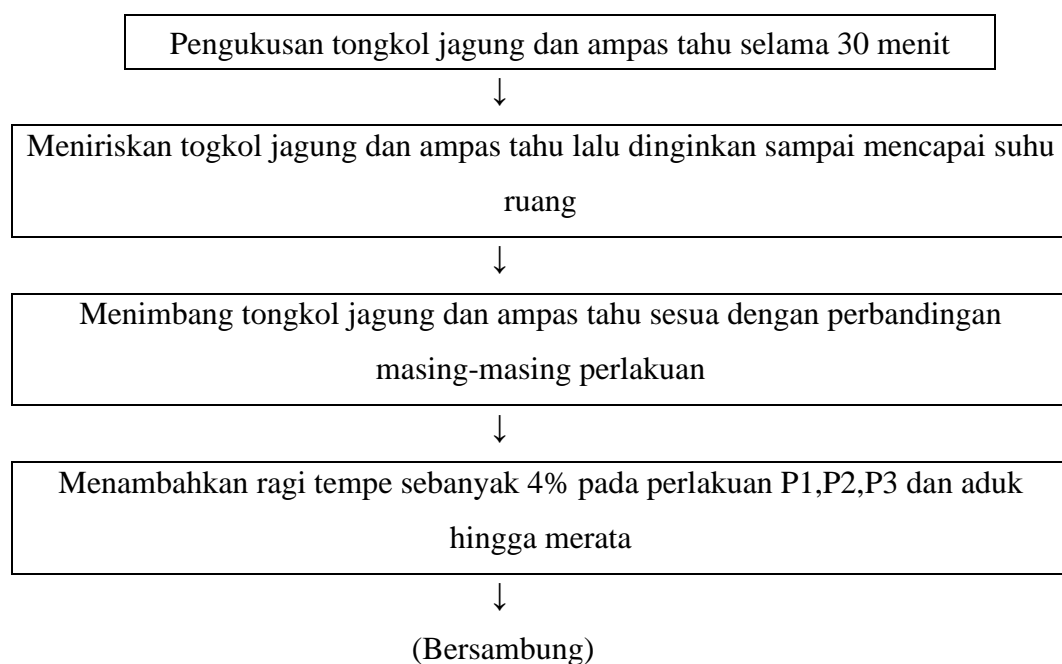 Pengukusan tongkol jagung dan ampas tahu selama 30 menit
↓
Meniriskan togkol jagung dan ampas tahu lalu dinginkan sampai mencapai suhu
ruang
↓
Menimbang tongkol jagung dan ampas tahu sesua dengan perbandingan
masing-masing perlakuan
↓
Menambahkan ragi tempe sebanyak 4% pada perlakuan P1,P2,P3 dan aduk
hingga merata
↓
(Bersambung)